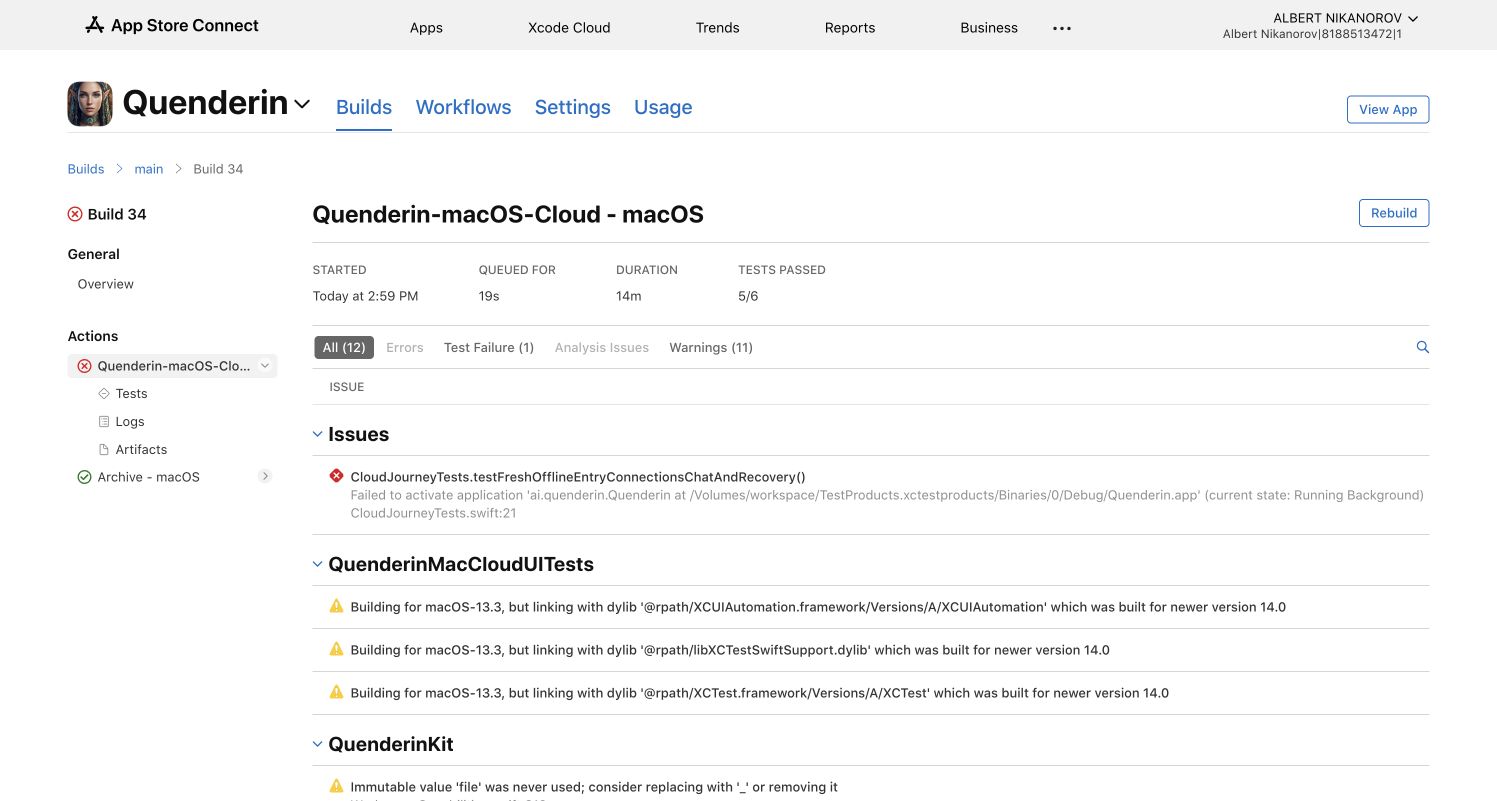 App Store Connect
Apps
Xcode Cloud
Trends
Reports
Business
ALBERT NIKANOROV
Albert Nikanorov|8188513472|1
Quenderin
Builds
Workflows
Settings
Usage
View App
Builds
main
Build 34
Build 34
General
Overview
Actions
Quenderin-macOS-Clo...
Tests
Logs
Artifacts
Archive - macOS
Quenderin-macOS-Cloud - macOS
Rebuild
STARTED QUEUED FOR DURATION TESTS PASSED
Today at 2:59 PM 19s 14m 5/6
All (12) Errors Test Failure (1) Analysis Issues Warnings (11)
ISSUE
Issues
CloudJourneyTests.testFreshOfflineEntryConnectionsChatAndRecovery()
Failed to activate application 'ai.quenderin.Quenderin at /Volumes/workspace/TestProducts.xctestproducts/Binaries/0/Debug/Quenderin.app' (current state: Running Background)
CloudJourneyTests.swift:21
QuenderinMacCloudUITests
Building for macOS-13.3, but linking with dylib '@rpath/XCUIAutomation.framework/Versions/A/XCUIAutomation' which was built for newer version 14.0
Building for macOS-13.3, but linking with dylib '@rpath/libXCTestSwiftSupport.dylib' which was built for newer version 14.0
Building for macOS-13.3, but linking with dylib '@rpath/XCTest.framework/Versions/A/XCTest' which was built for newer version 14.0
QuenderinKit
Immutable value 'file' was never used; consider replacing with '_' or removing it